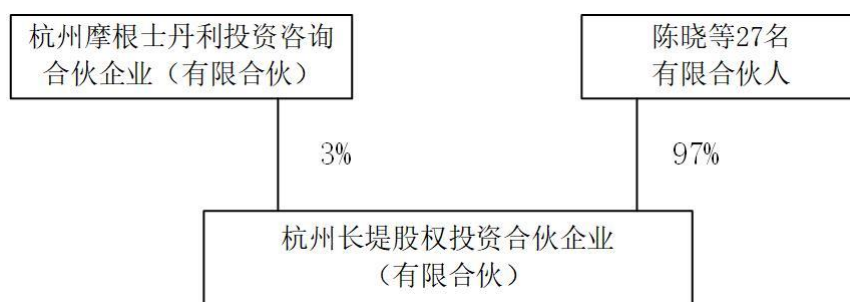 杭州摩根士丹利投资咨询
合伙企业（有限合伙）
陈晓等27名
有限合伙人
3%
97%
杭州长堤股权投资合伙企业
（有限合伙）